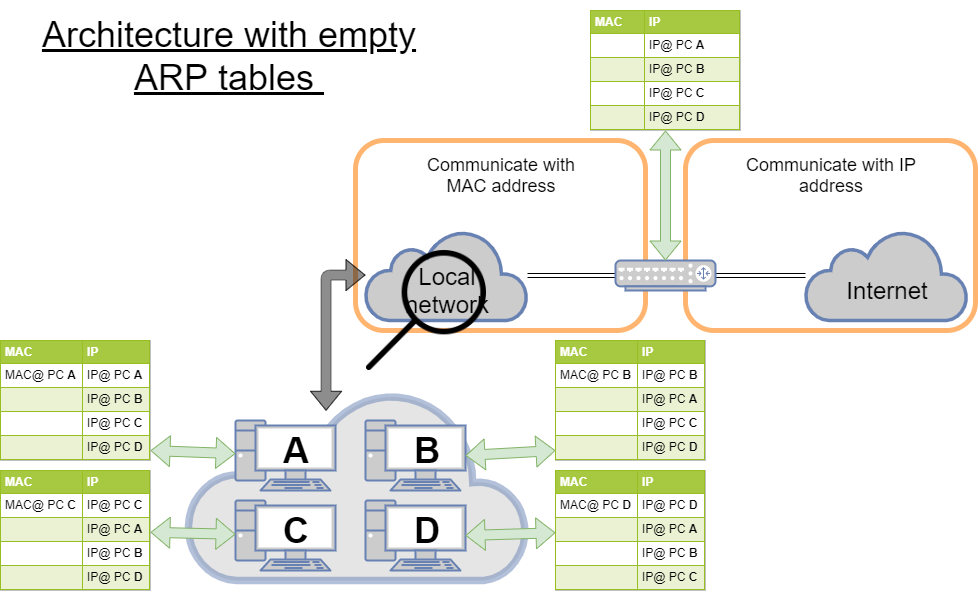 Architecture with empty
ARP tables
MAC IP
IP@ PC A
IP@ PC B
IP@ PC C
IP@ PC D
Communicate with
MAC address
Communicate with IP
address
Local
network
Internet
MAC IP
MAC@ PC A IP@ PC A
IP@ PC B
IP@ PC C
IP@ PC D
MAC IP
MAC@ PC B IP@ PC B
IP@ PC A
IP@ PC C
IP@ PC D
A
B
MAC IP
MAC@ PC C IP@ PC C
IP@ PC A
IP@ PC B
IP@ PC D
C
D
MAC IP
MAC@ PC D IP@ PC D
IP@ PC A
IP@ PC B
IP@ PC C